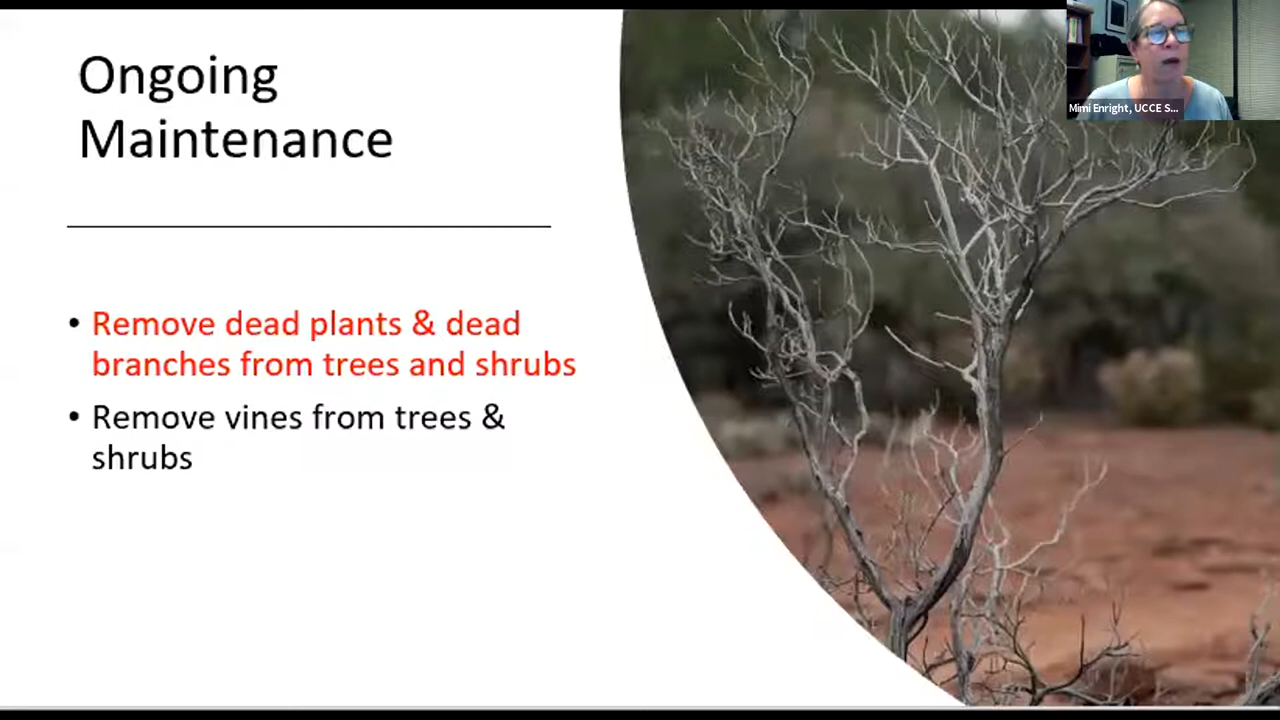 Ongoing
Maintenance
• Remove dead plants & dead
branches from trees and shrubs
• Remove vines from trees &
shrubs
Mimi Enright, UCCE S...